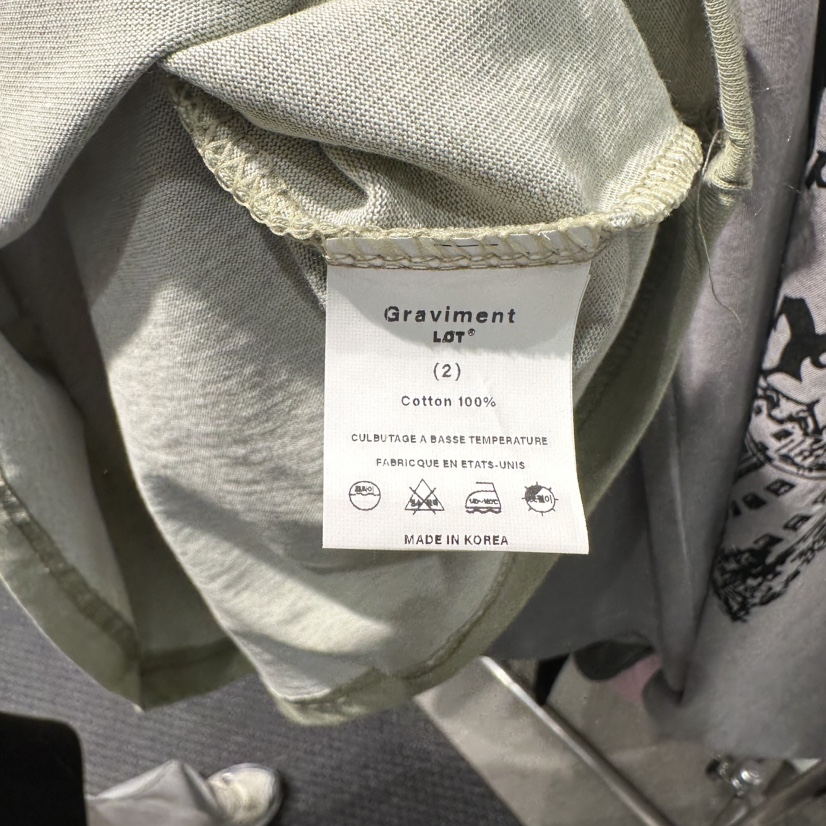 Graviment
LOT®
(2)
Cotton 100%
CULBUTAGE A BASSE TEMPERATURE
FABRICQUE EN ETATS-UNIS
MADE IN KOREA